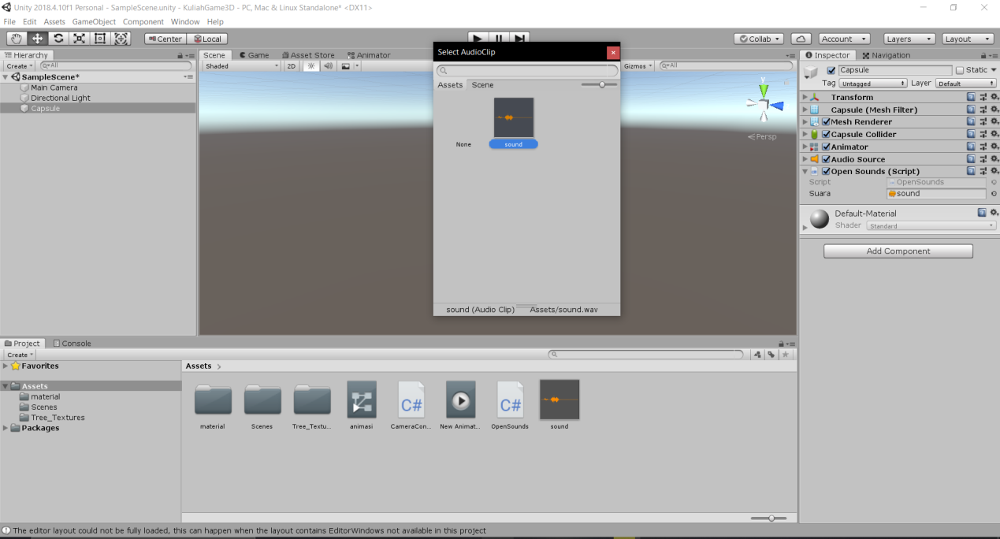 Unity 2018.4.10f1 Personal - SampleScene.unity - KuliahGame3D - PC, Mac & Linux Standalone* <DX11>
File Edit Assets GameObject Component Window Help
Center Local Collab Account Layers Layout
Hierarchy
Create All
SampleScene*
Main Camera
Directional Light
Capsule
Scene Game Asset Store Animator
Shaded 2D Gizmos All
Persp
Select AudioClip
Assets Scene
None sound
sound (Audio Clip) Assets/sound.wav
Inspector Navigation
Capsule Static
Tag Untagged Layer Default
Transform
Capsule (Mesh Filter)
Mesh Renderer
Capsule Collider
Animator
Audio Source
Open Sounds (Script)
Script OpenSounds
Suara sound
Default-Material
Shader Standard
Add Component
Project Console
Create
Favorites
Assets
material
Scenes
Tree_Textures
Packages
Assets
material Scenes Tree_Textu... animasi CameraCon... New Animat... OpenSounds sound
C# C#
The editor layout could not be fully loaded, this can happen when the layout contains EditorWindows not available in this project